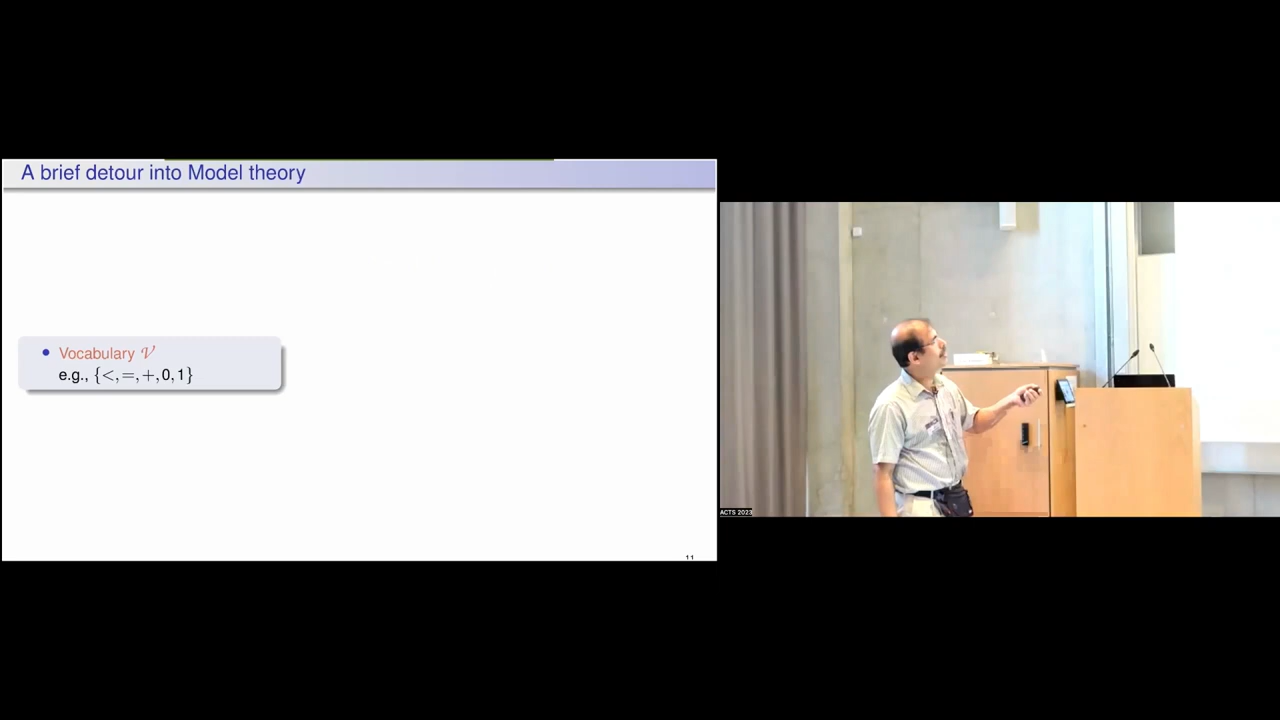 A brief detour into Model theory
• Vocabulary 𝒱
e.g., {<, =, +, 0, 1}
11
ACTS 2023